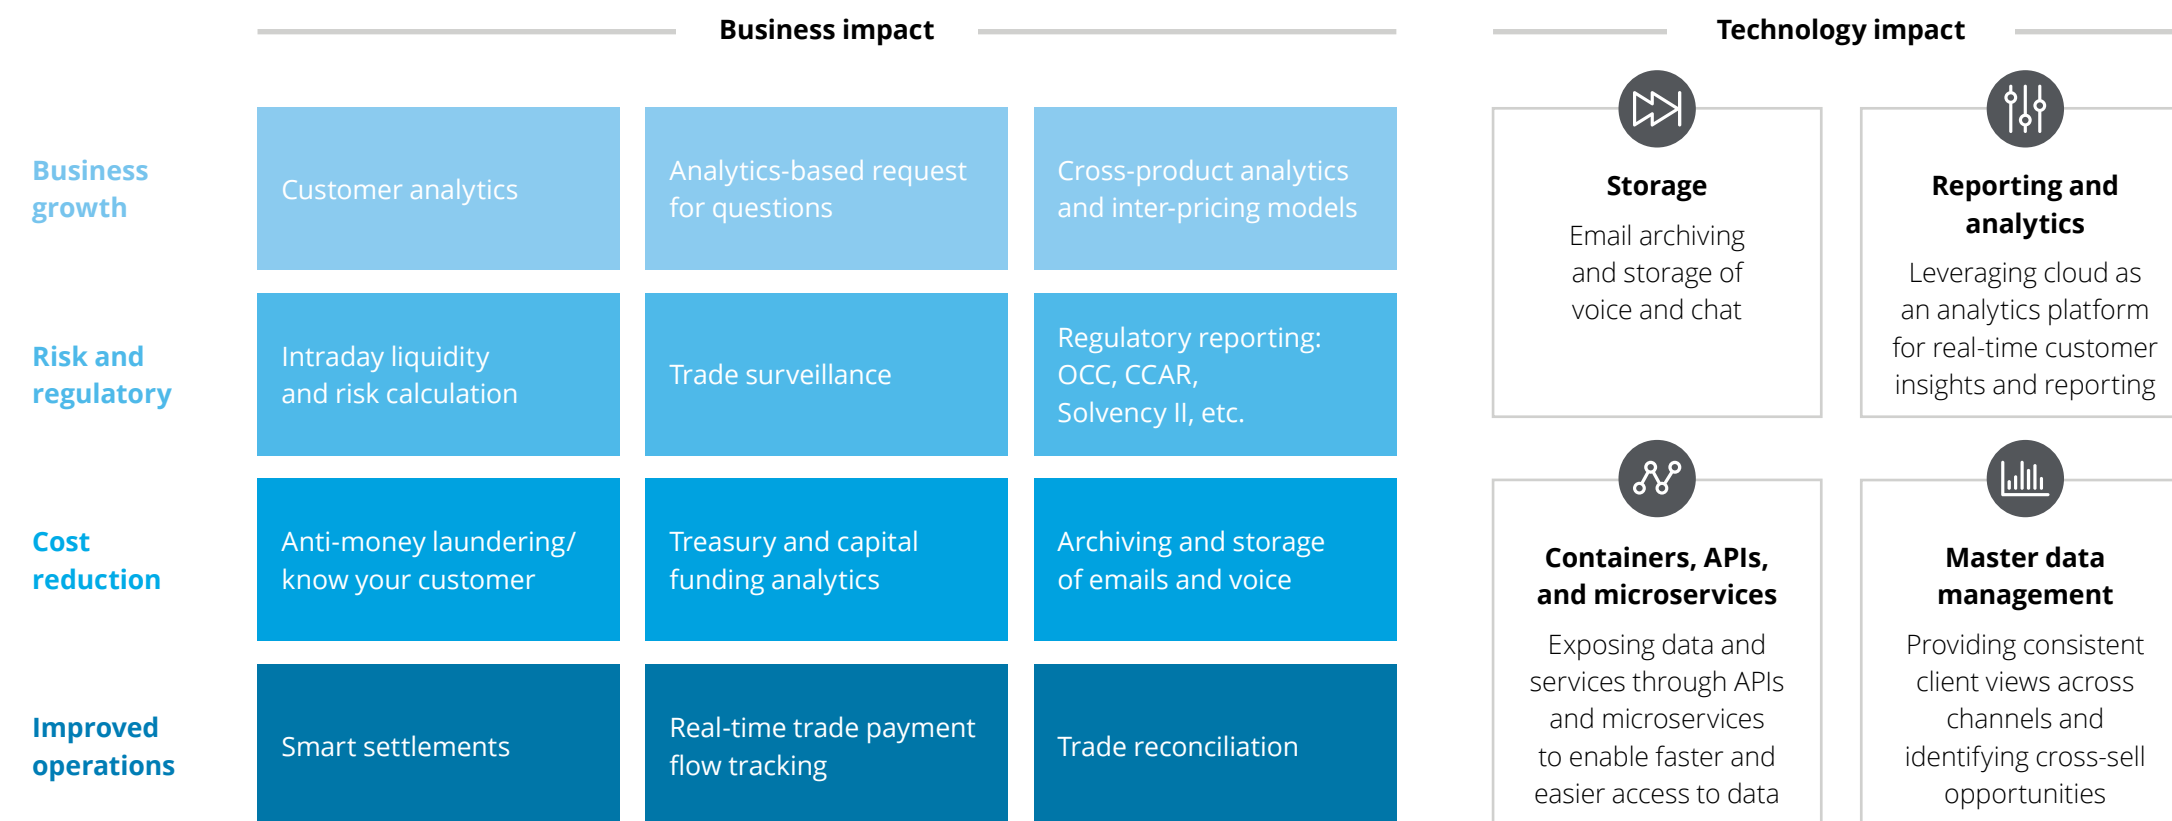 Business impact
Business
growth
Customer analytics
Analytics-based request
for questions
Cross-product analytics
and inter-pricing models
Risk and
regulatory
Intraday liquidity
and risk calculation
Trade surveillance
Regulatory reporting:
OCC, CCAR,
Solvency II, etc.
Cost
reduction
Anti-money laundering/
know your customer
Treasury and capital
funding analytics
Archiving and storage
of emails and voice
Improved
operations
Smart settlements
Real-time trade payment
flow tracking
Trade reconciliation
Technology impact
Storage
Email archiving
and storage of
voice and chat
Reporting and
analytics
Leveraging cloud as
an analytics platform
for real-time customer
insights and reporting
Containers, APIs,
and microservices
Exposing data and
services through APIs
and microservices
to enable faster and
easier access to data
Master data
management
Providing consistent
client views across
channels and
identifying cross-sell
opportunities